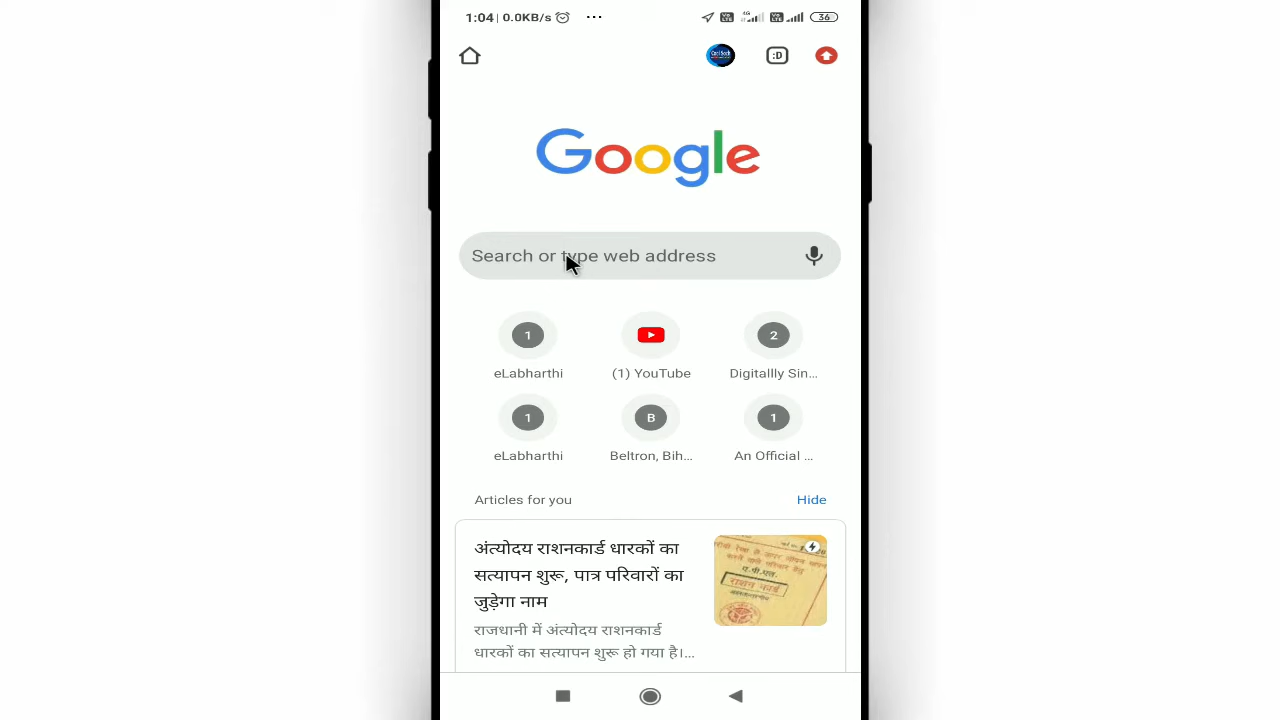 1:04 | 0.0KB/s ...
36
:D
Google
Search or type web address
1
2
eLabharthi
(1) YouTube
Digitallly Sin...
1
B
1
eLabharthi
Beltron, Bih...
An Official ...
Articles for you
Hide
अंत्योदय राशनकार्ड धारकों का
सत्यापन शुरू, पात्र परिवारों का
जुड़ेगा नाम
राजधानी में अंत्योदय राशनकार्ड
धारकों का सत्यापन शुरू हो गया है।...
राशन कार्ड